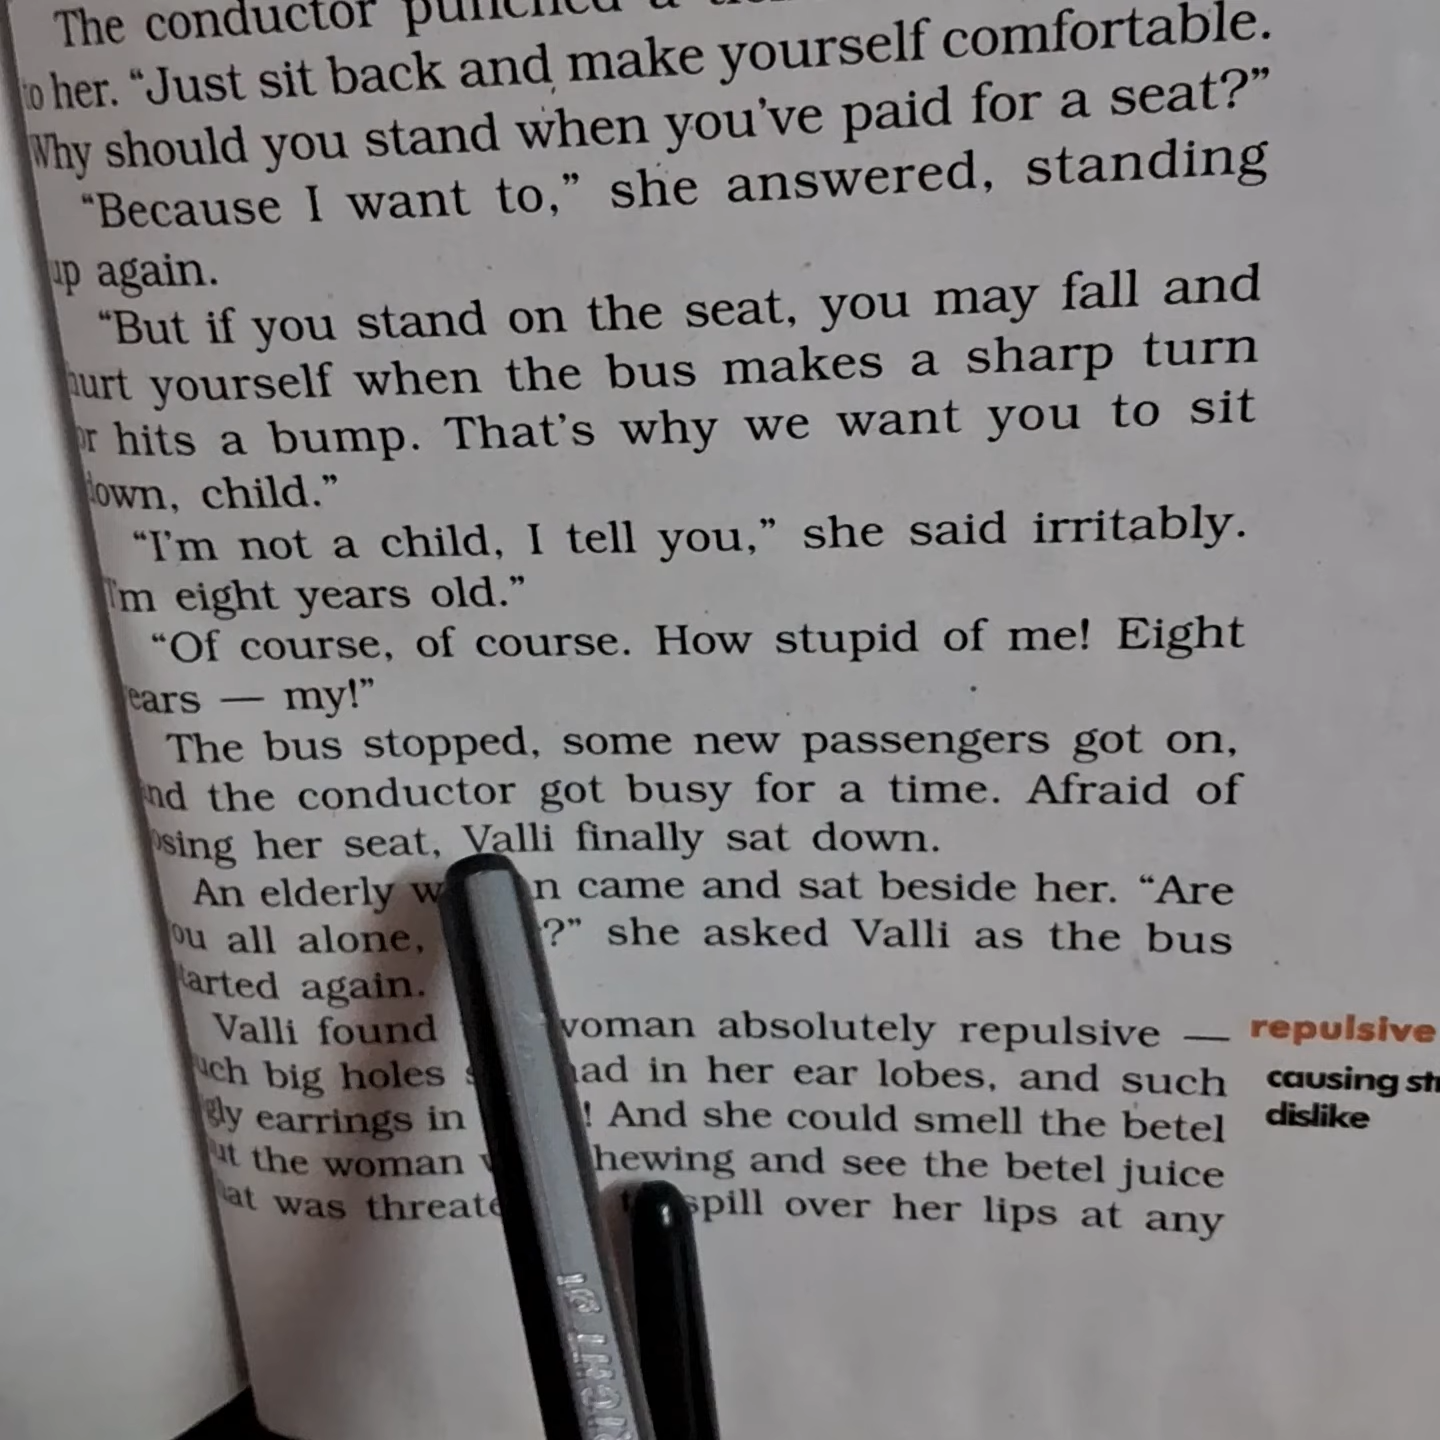 The conductor punched a
to her. “Just sit back and make yourself comfortable.
Why should you stand when you’ve paid for a seat?”
“Because I want to,” she answered, standing
up again.
“But if you stand on the seat, you may fall and
hurt yourself when the bus makes a sharp turn
or hits a bump. That’s why we want you to sit
down, child.”
“I’m not a child, I tell you,” she said irritably.
I’m eight years old.”
“Of course, of course. How stupid of me! Eight
ears — my!”
The bus stopped, some new passengers got on,
nd the conductor got busy for a time. Afraid of
osing her seat, Valli finally sat down.
An elderly came and sat beside her. “Are
ou all alone, ?” she asked Valli as the bus
tarted again.
Valli found woman absolutely repulsive —
uch big holes had in her ear lobes, and such
gly earrings in ! And she could smell the betel
ut the woman hewing and see the betel juice
hat was spill over her lips at any
repulsive
causing
dislike